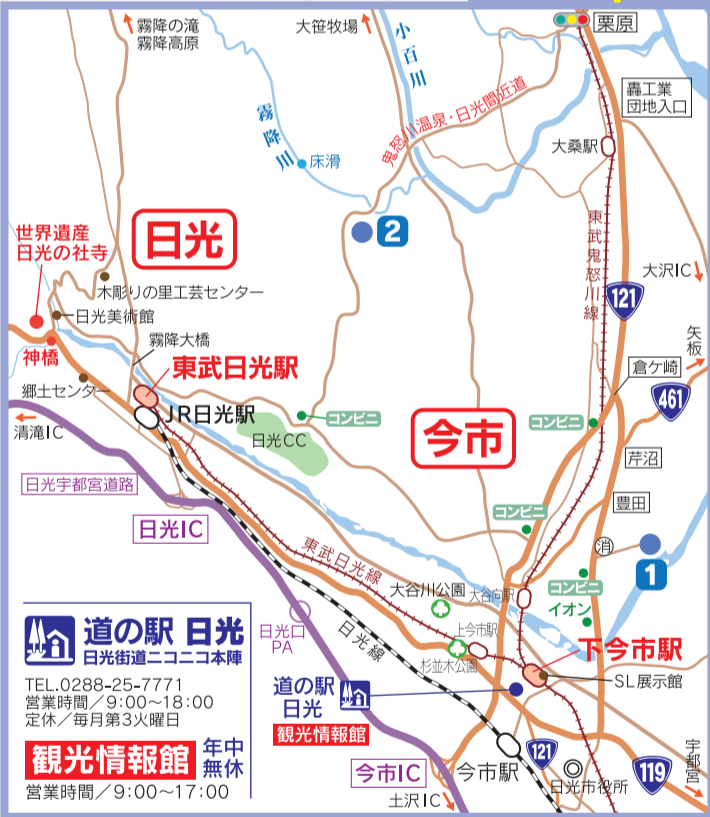 霧降の滝
霧降高原
大笹牧場
小百川
栗原
轟工業
団地入口
霧降川
床滑
鬼怒川温泉・日光間近道
大桑駅
世界遺産
日光の社寺
日光
2
東武鬼怒川線
大沢IC
木彫りの里工芸センター
日光美術館
121
矢板
霧降大橋
神橋
東武日光駅
倉ケ崎
461
郷土センター
JR日光駅
コンビニ
今市
コンビニ
清滝IC
日光CC
芹沼
日光宇都宮道路
コンビニ
豊田
日光IC
消
1
東武日光線
大谷川公園
大谷向駅
コンビニ
イオン
道の駅 日光
日光街道ニコニコ本陣
日光口
PA
日光線
上今市駅
下今市駅
杉並木公園
SL展示館
TEL.0288-25-7771
営業時間／9:00〜18:00
定休／毎月第3火曜日
道の駅
日光
観光情報館
観光情報館
年中
無休
営業時間／9:00〜17:00
今市IC
今市駅
121
119
宇都宮
日光市役所
土沢IC